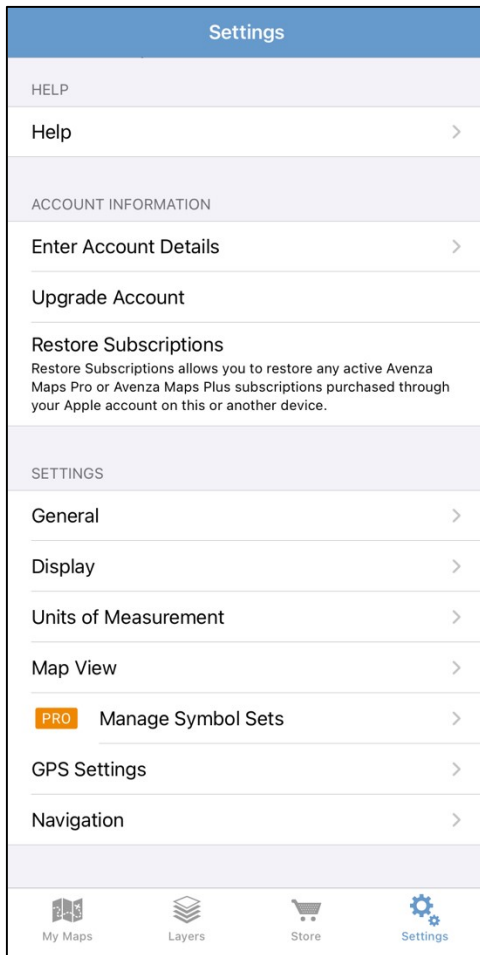 Settings
HELP
Help
ACCOUNT INFORMATION
Enter Account Details
Upgrade Account
Restore Subscriptions
Restore Subscriptions allows you to restore any active Avenza
Maps Pro or Avenza Maps Plus subscriptions purchased through
your Apple account on this or another device.
SETTINGS
General
Display
Units of Measurement
Map View
PRO Manage Symbol Sets
GPS Settings
Navigation
My Maps Layers Store Settings